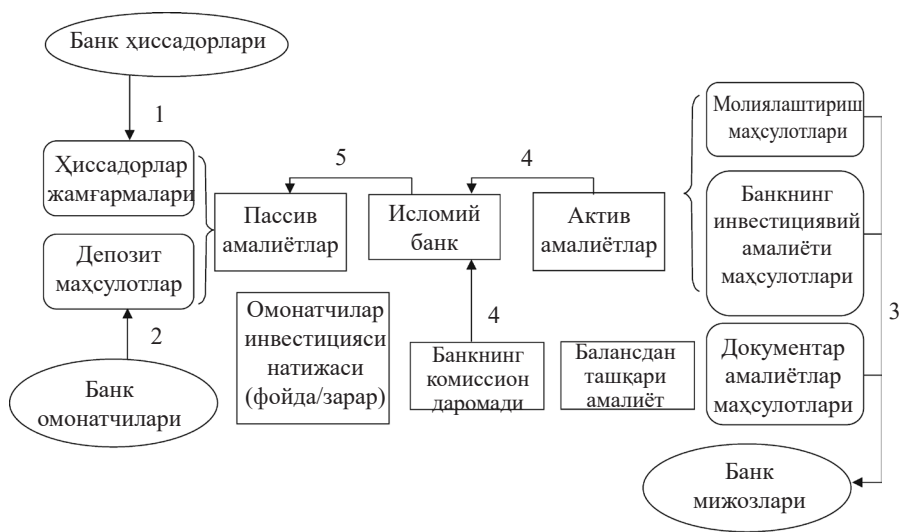 Банк ҳиссадорлари
1
Ҳиссадорлар
жамғармалари
Депозит
маҳсулотлар
2
Банк
омонатчилари
Пассив
амалиётлар
5
Исломий
банк
4
Актив
амалиётлар
Омонатчилар
инвестицияси
натижаси
(фойда/зарар)
4
Банкнинг
комиссион
даромади
Балансдан
ташқари
амалиёт
Молиялаштириш
маҳсулотлари
Банкнинг
инвестициявий
амалиёти
маҳсулотлари
3
Документар
амалиётлар
маҳсулотлари
Банк
мижозлари